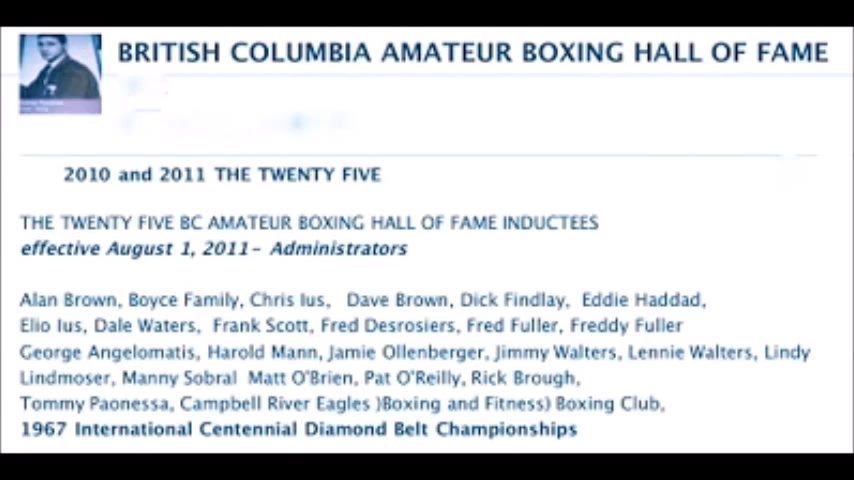 BRITISH COLUMBIA AMATEUR BOXING HALL OF FAME
2010 and 2011 THE TWENTY FIVE
THE TWENTY FIVE BC AMATEUR BOXING HALL OF FAME INDUCTEES
effective August 1, 2011- Administrators
Alan Brown, Boyce Family, Chris Ius, Dave Brown, Dick Findlay, Eddie Haddad,
Elio Ius, Dale Waters, Frank Scott, Fred Desrosiers, Fred Fuller, Freddy Fuller
George Angelomatis, Harold Mann, Jamie Ollenberger, Jimmy Walters, Lennie Walters, Lindy
Lindmoser, Manny Sobral Matt O'Brien, Pat O'Reilly, Rick Brough,
Tommy Paonessa, Campbell River Eagles )Boxing and Fitness) Boxing Club,
1967 International Centennial Diamond Belt Championships